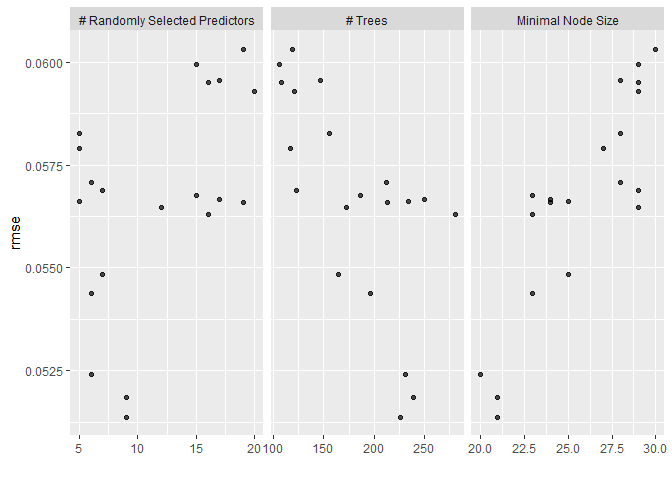 # Randomly Selected Predictors
# Trees
Minimal Node Size
rmse
0.0600
0.0575
0.0550
0.0525
5 10 15 20
100 150 200 250
20.0 22.5 25.0 27.5 30.0